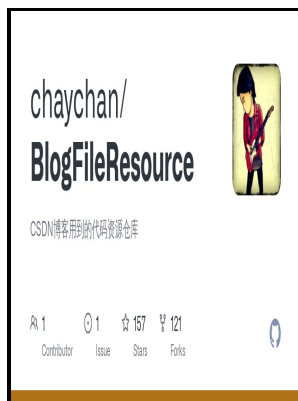 chaychan/
BlogFileResource
CSDN博客用到的代码资源仓库
1 1 157 121
Contributor Issue Stars Forks